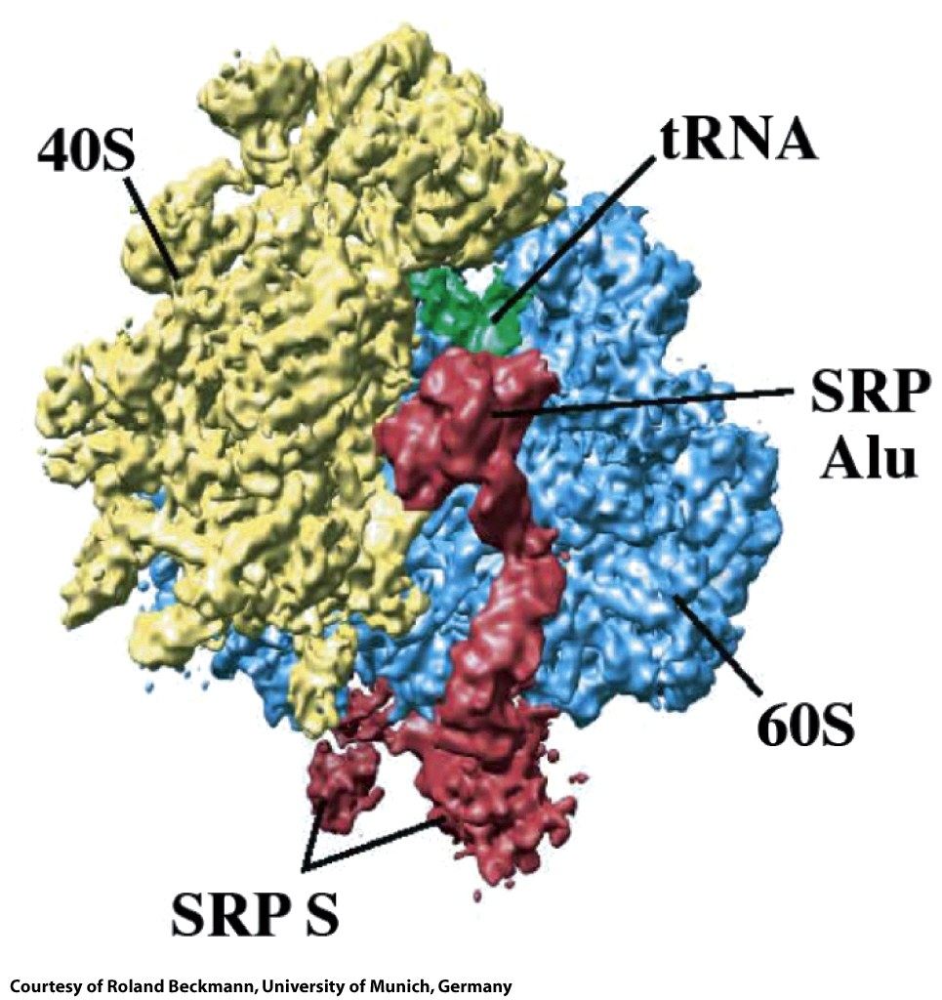 40S
tRNA
SRP
Alu
60S
SRP S
Courtesy of Roland Beckmann, University of Munich, Germany